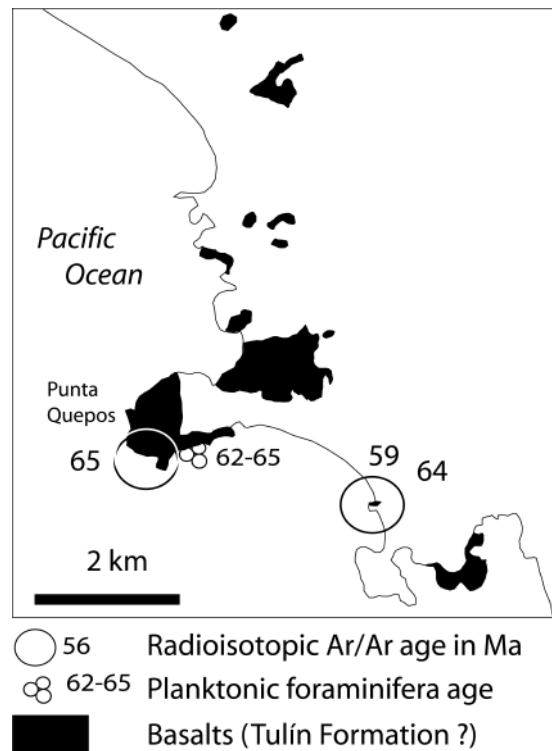 Pacific
Ocean
Punta
Quepos
65
62-65
59
64
2 km
56 Radioisotopic Ar/Ar age in Ma
62-65 Planktonic foraminifera age
Basalts (Tulín Formation ?)